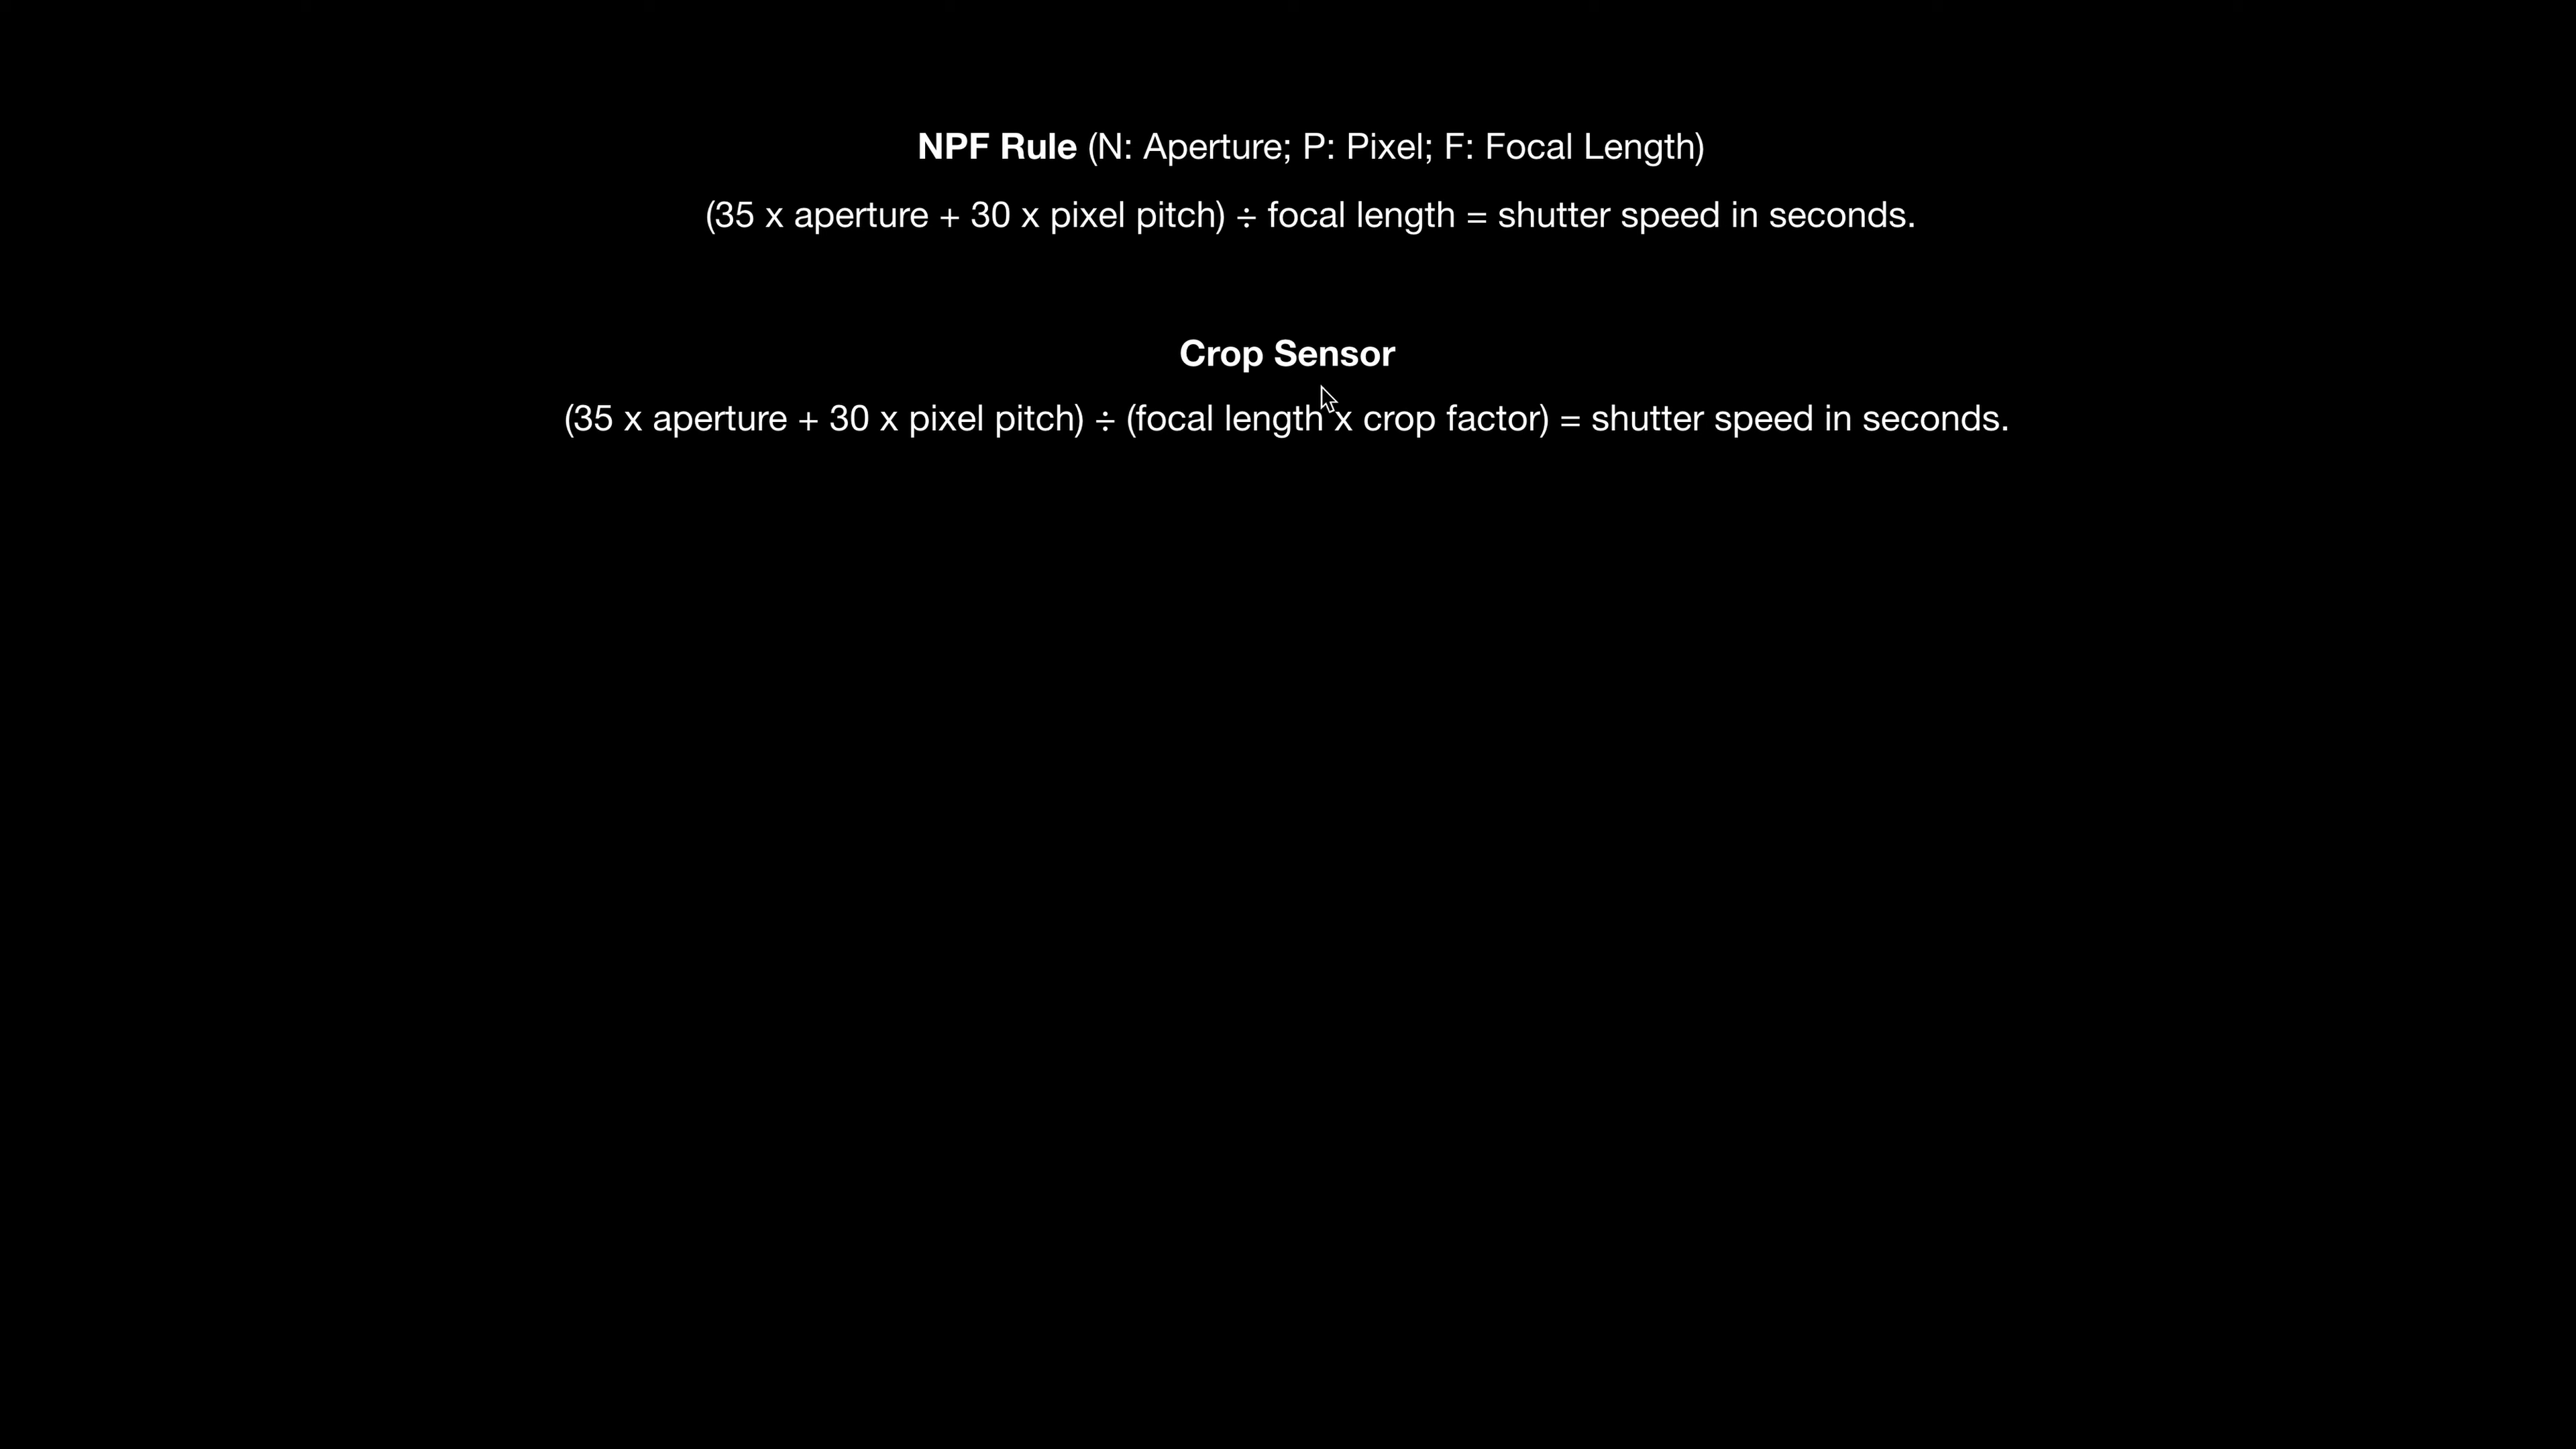 NPF Rule (N: Aperture; P: Pixel; F: Focal Length)
(35 x aperture + 30 x pixel pitch) ÷ focal length = shutter speed in seconds.
Crop Sensor
(35 x aperture + 30 x pixel pitch) ÷ (focal length x crop factor) = shutter speed in seconds.